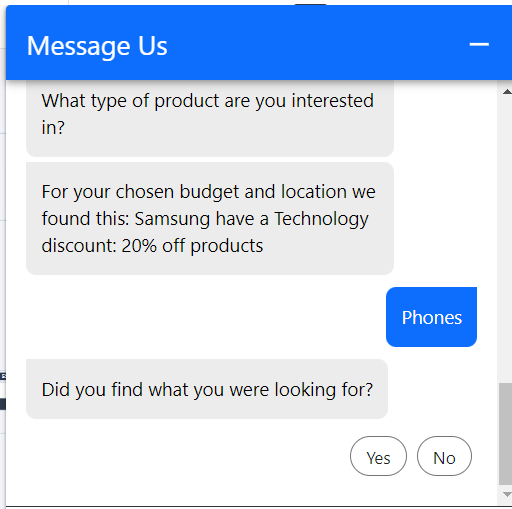 Message Us
What type of product are you interested
in?
For your chosen budget and location we
found this: Samsung have a Technology
discount: 20% off products
Phones
Did you find what you were looking for?
Yes No